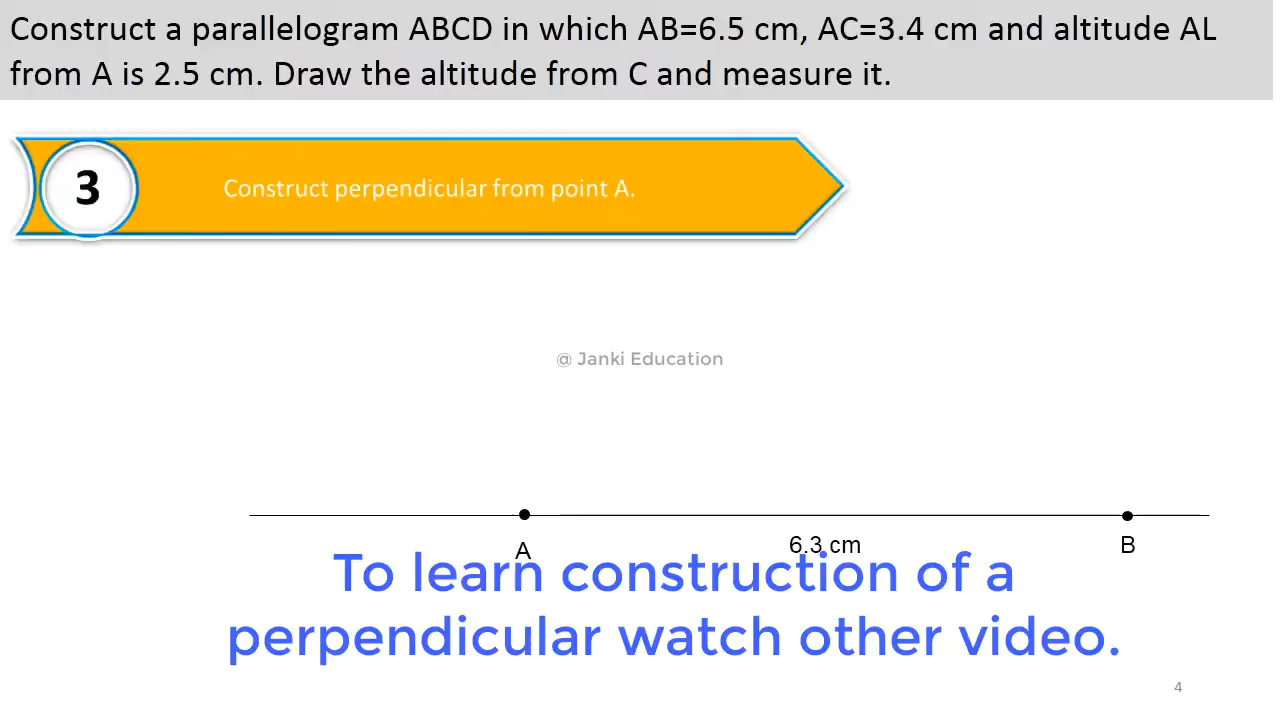 Construct a parallelogram ABCD in which AB=6.5 cm, AC=3.4 cm and altitude AL
from A is 2.5 cm. Draw the altitude from C and measure it.
3
Construct perpendicular from point A.
@ Janki Education
A
6.3 cm
B
To learn construction of a
perpendicular watch other video.
4